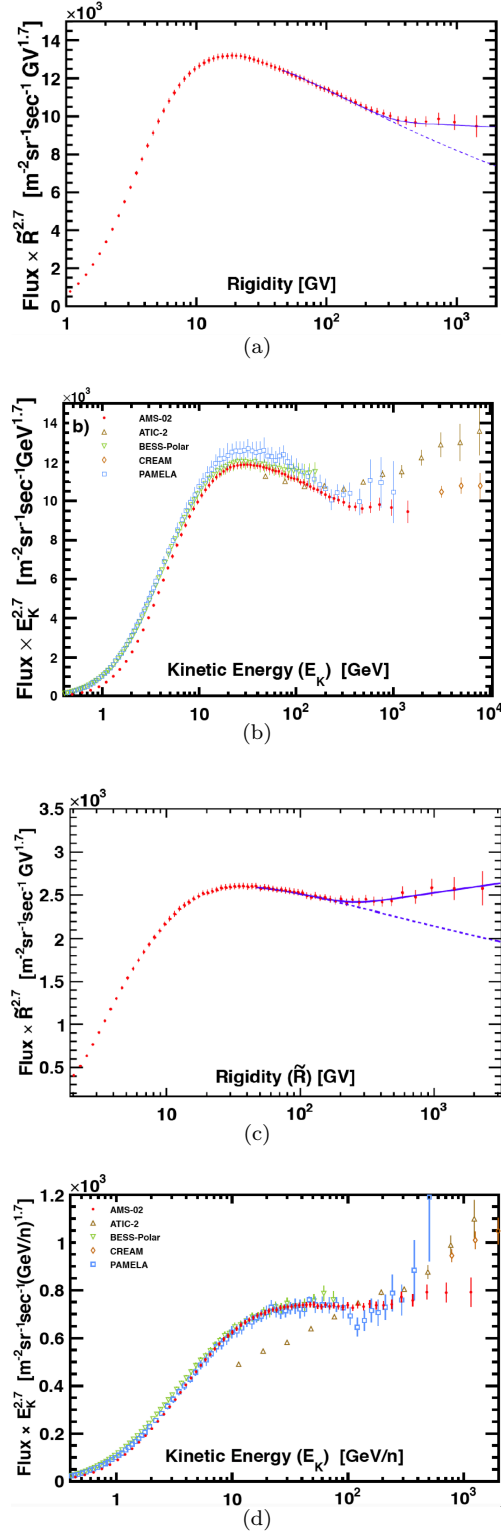 ×10³
14
12
10
8
6
4
2
0
Flux × R̃^2.7 [m⁻²sr⁻¹sec⁻¹ GV^1.7]
Rigidity [GV]
1 10 10² 10³
(a)
×10³
b)
AMS-02
ATIC-2
BESS-Polar
CREAM
PAMELA
14
12
10
8
6
4
2
0
Flux × E_K^2.7 [m⁻²sr⁻¹sec⁻¹GeV^1.7]
Kinetic Energy (E_K) [GeV]
1 10 10² 10³ 10⁴
(b)
×10³
3.5
3.0
2.5
2.0
1.5
1
0.5
Flux × R̃^2.7 [m⁻²sr⁻¹sec⁻¹ GV^1.7]
Rigidity (R̃) [GV]
10 10² 10³
(c)
×10³
AMS-02
ATIC-2
BESS-Polar
CREAM
PAMELA
1.2
1
0.8
0.6
0.4
0.2
0
Flux × E_K^2.7 [m⁻²sr⁻¹sec⁻¹(GeV/n)^1.7]
Kinetic Energy (E_K) [GeV/n]
1 10 10² 10³
(d)